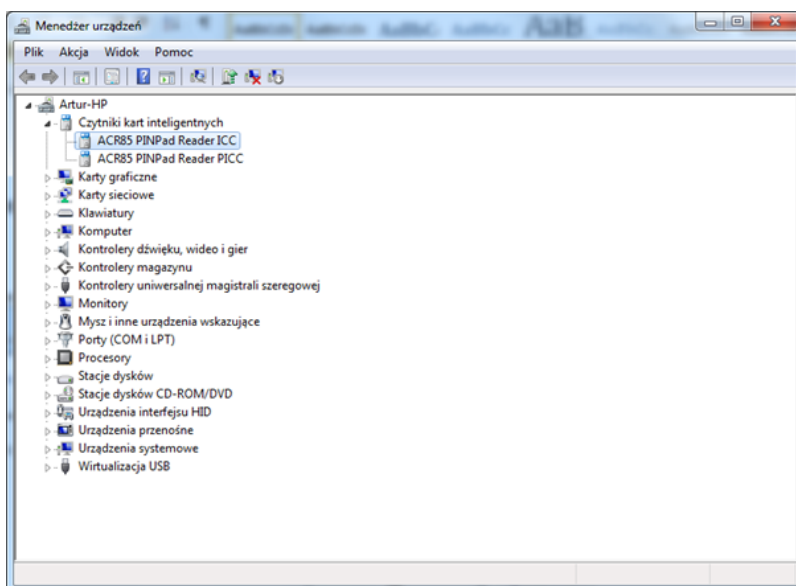 Menedżer urządzeń
Plik Akcja Widok Pomoc
Artur-HP
Czytniki kart inteligentnych
ACR85 PINPad Reader ICC
ACR85 PINPad Reader PICC
Karty graficzne
Karty sieciowe
Klawiatury
Komputer
Kontrolery dźwięku, wideo i gier
Kontrolery magazynu
Kontrolery uniwersalnej magistrali szeregowej
Monitory
Mysz i inne urządzenia wskazujące
Porty (COM i LPT)
Procesory
Stacje dysków
Stacje dysków CD-ROM/DVD
Urządzenia interfejsu HID
Urządzenia przenośne
Urządzenia systemowe
Wirtualizacja USB